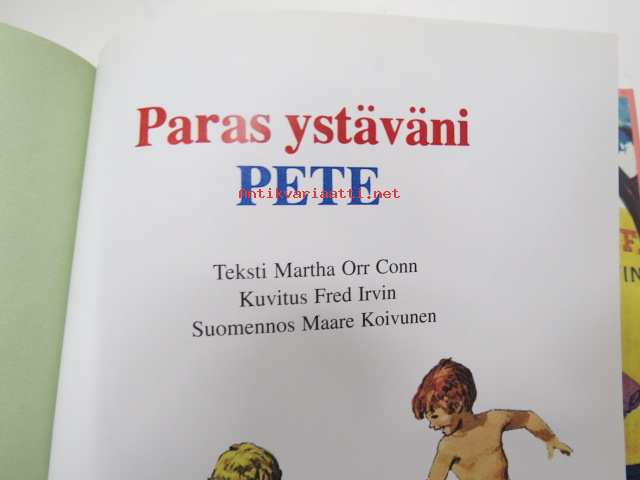 Paras ystäväni
PETE
Antikvariaatti.net
Teksti Martha Orr Conn
Kuvitus Fred Irvin
Suomennos Maare Koivunen